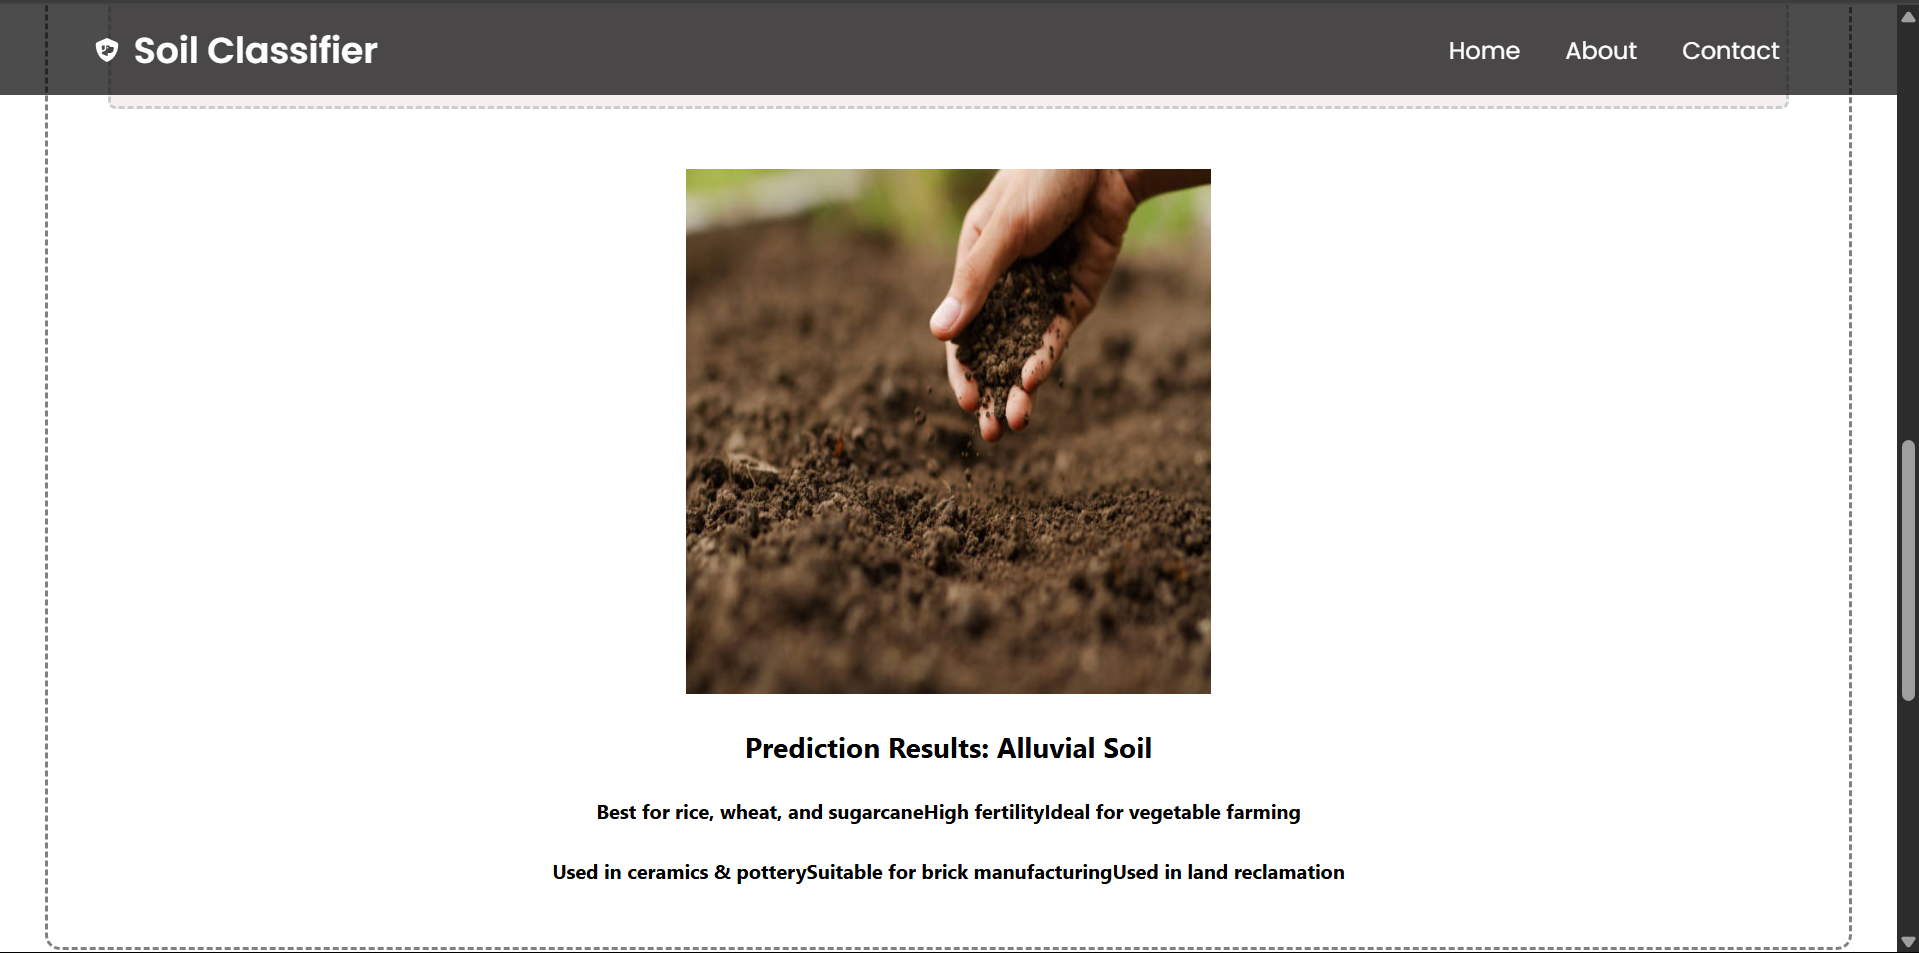 Soil Classifier
Home About Contact
Prediction Results: Alluvial Soil
Best for rice, wheat, and sugarcaneHigh fertilityIdeal for vegetable farming
Used in ceramics & potterySuitable for brick manufacturingUsed in land reclamation